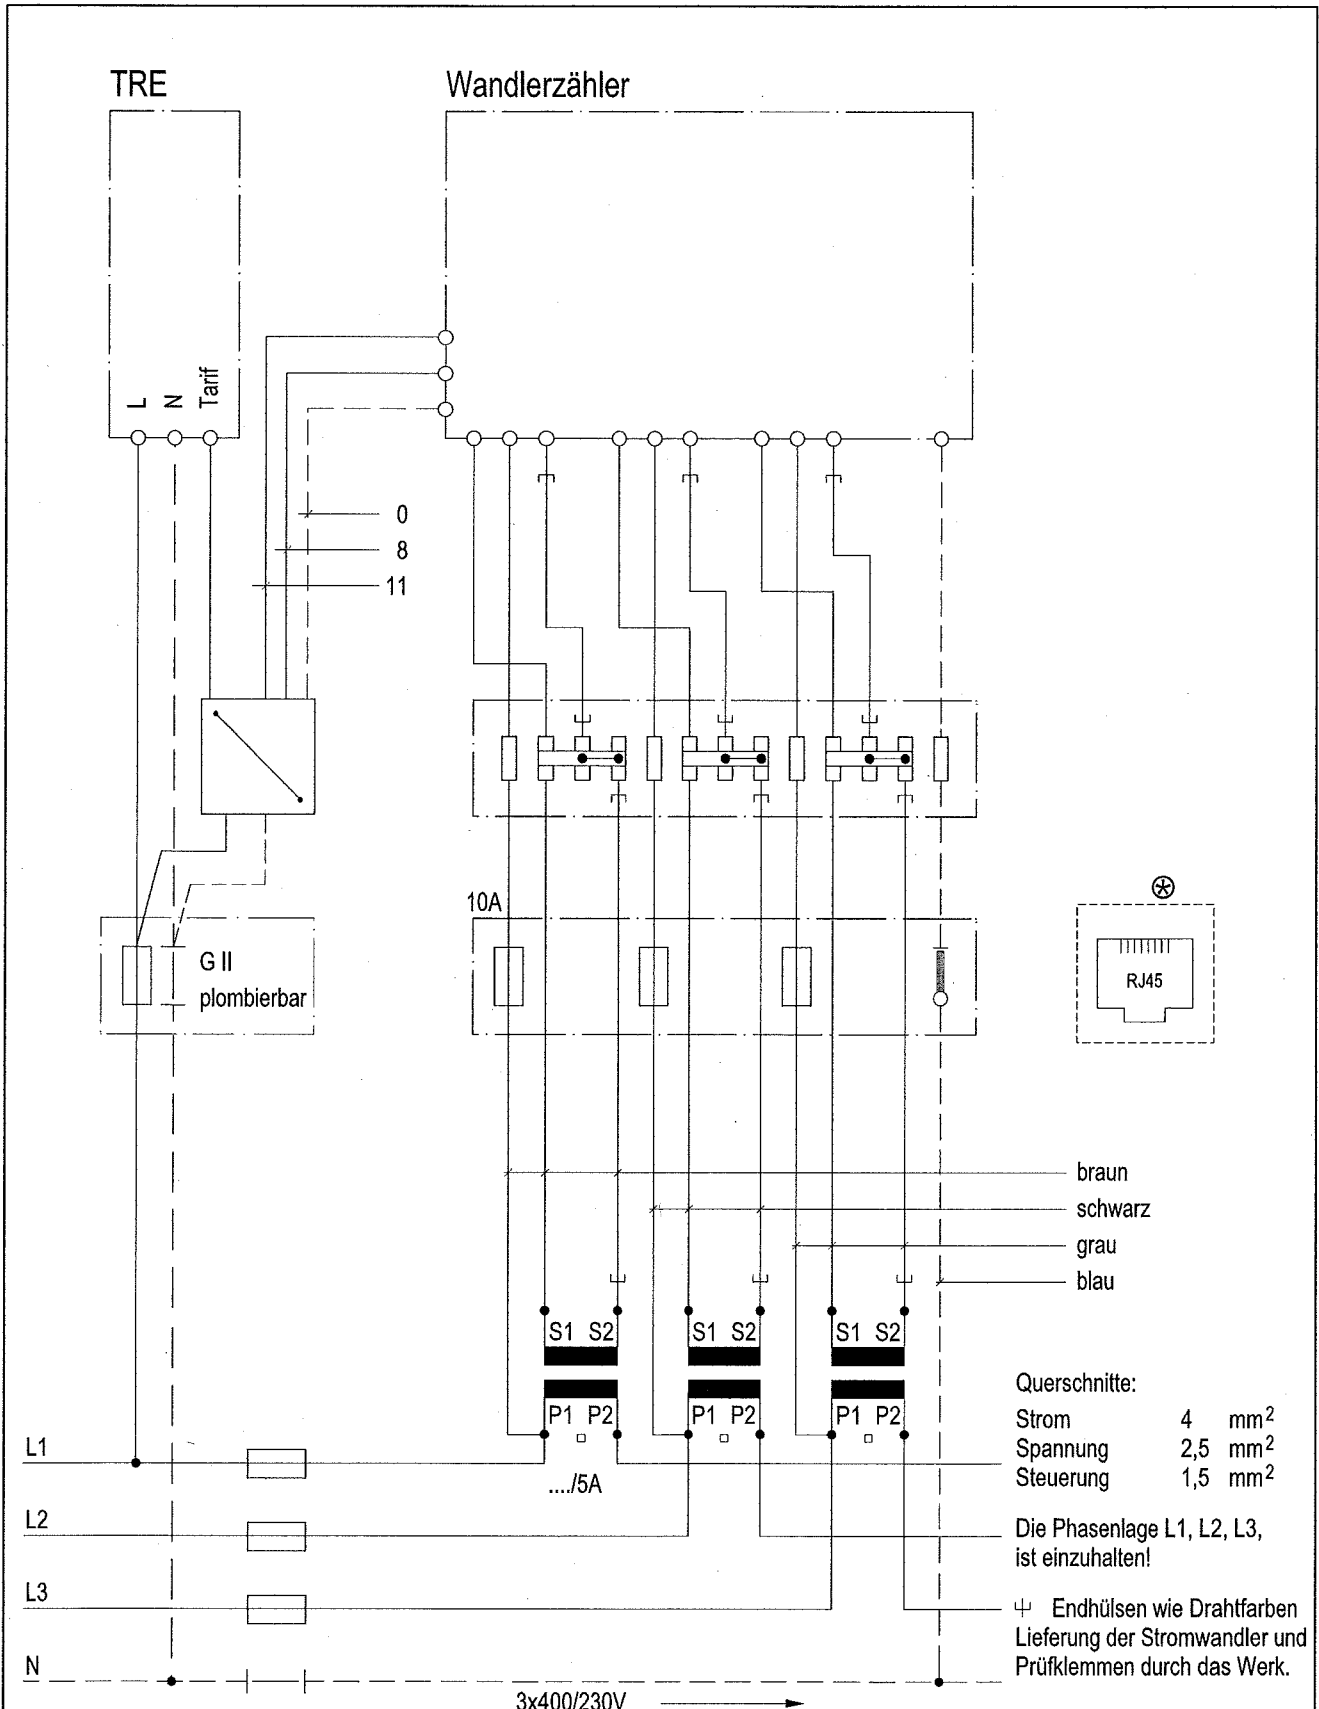 TRE
Wandlerzähler
L
N
Tarif
0
8
11
10A
G II
plombierbar
RJ45
braun
schwarz
grau
blau
S1 S2
S1 S2
S1 S2
P1 P2
P1 P2
P1 P2
..../5A
L1
L2
L3
N
3x400/230V
Querschnitte:
Strom 4 mm²
Spannung 2,5 mm²
Steuerung 1,5 mm²
Die Phasenlage L1, L2, L3,
ist einzuhalten!
Endhülsen wie Drahtfarben
Lieferung der Stromwandler und
Prüfklemmen durch das Werk.